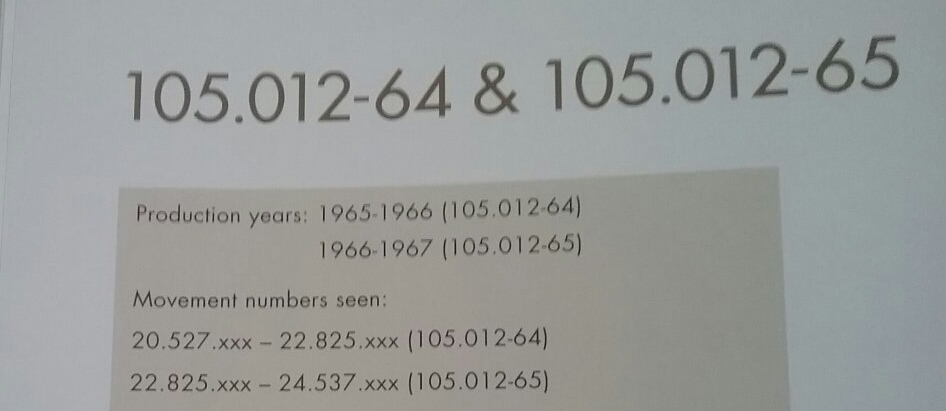 105.012-64 & 105.012-65
Production years: 1965-1966 (105.012-64)
1966-1967 (105.012-65)
Movement numbers seen:
20.527.xxx – 22.825.xxx (105.012-64)
22.825.xxx – 24.537.xxx (105.012-65)